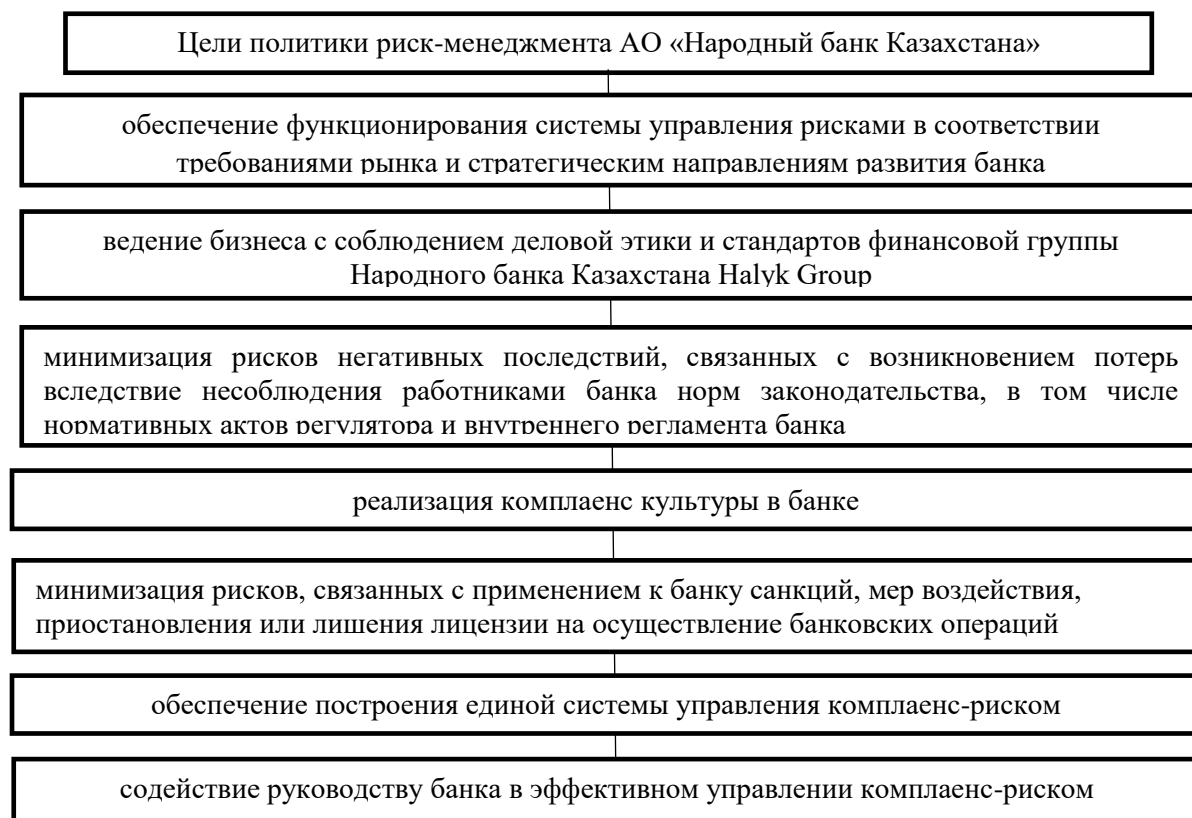 Цели политики риск-менеджмента АО «Народный банк Казахстана»
обеспечение функционирования системы управления рисками в соответствии
требованиями рынка и стратегическим направлениям развития банка
ведение бизнеса с соблюдением деловой этики и стандартов финансовой группы
Народного банка Казахстана Halyk Group
минимизация рисков негативных последствий, связанных с возникновением потерь
вследствие несоблюдения работниками банка норм законодательства, в том числе
нормативных актов регулятора и внутреннего регламента банка
реализация комплаенс культуры в банке
минимизация рисков, связанных с применением к банку санкций, мер воздействия,
приостановления или лишения лицензии на осуществление банковских операций
обеспечение построения единой системы управления комплаенс-риском
содействие руководству банка в эффективном управлении комплаенс-риском